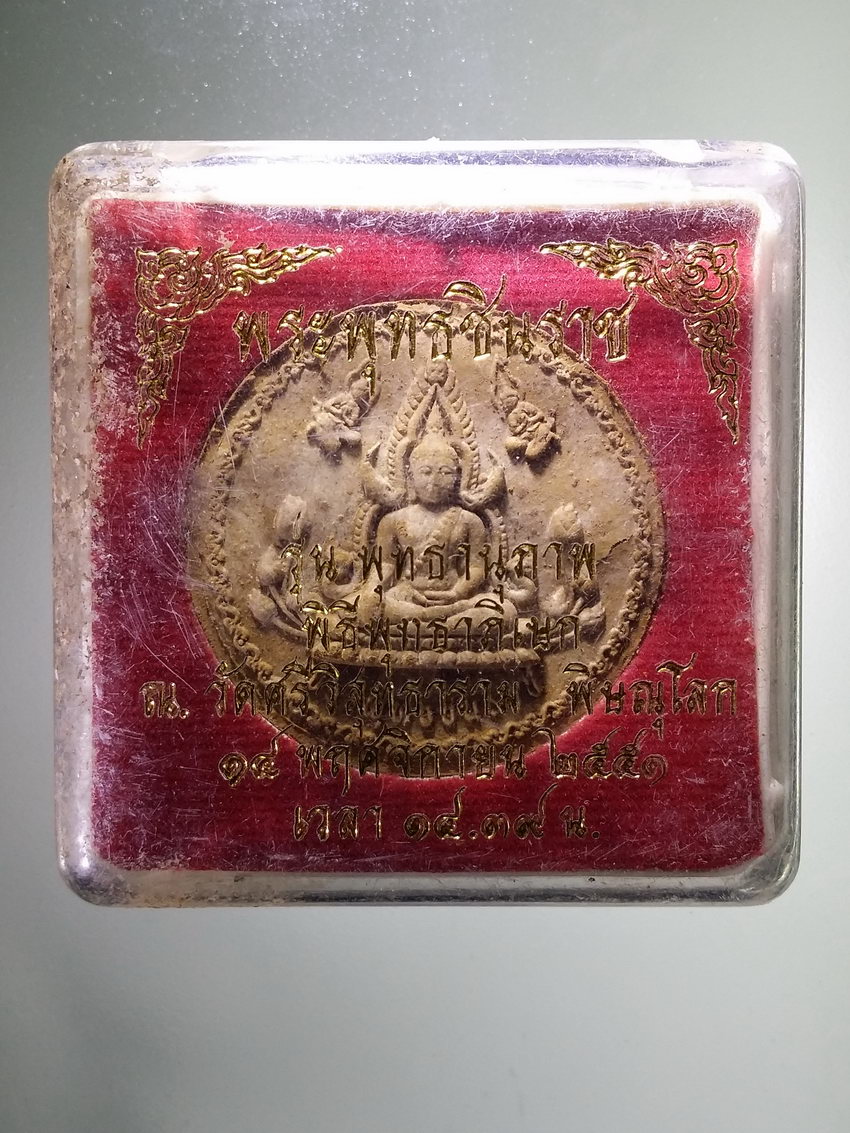 พระพุทธชินราช
รุ่น พุทธานุภาพ
พิธีพุทธาภิเษก
ณ. วัดศรีวิสุทธาราม พิษณุโลก
๑๔ พฤศจิกายน ๒๕๕๑
เวลา ๑๔.๓๙ น.